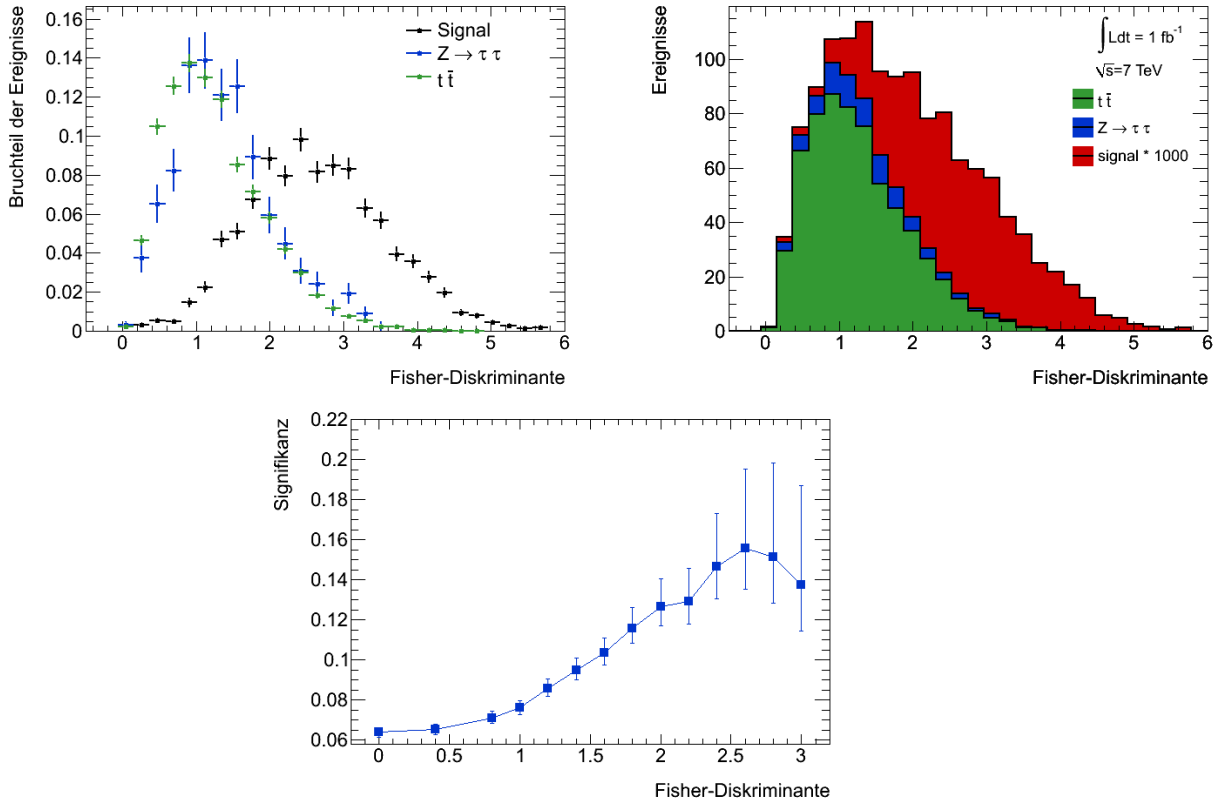 Bruchteil der Ereignisse
0.16
0.14
0.12
0.1
0.08
0.06
0.04
0.02
0
Signal
Z → τ τ
t t̄
0 1 2 3 4 5 6
Fisher-Diskriminante
Ereignisse
100
80
60
40
20
0
∫ Ldt = 1 fb⁻¹
√s=7 TeV
t t̄
Z → τ τ
signal * 1000
0 1 2 3 4 5 6
Fisher-Diskriminante
Signifikanz
0.22
0.2
0.18
0.16
0.14
0.12
0.1
0.08
0.06
0 0.5 1 1.5 2 2.5 3
Fisher-Diskriminante